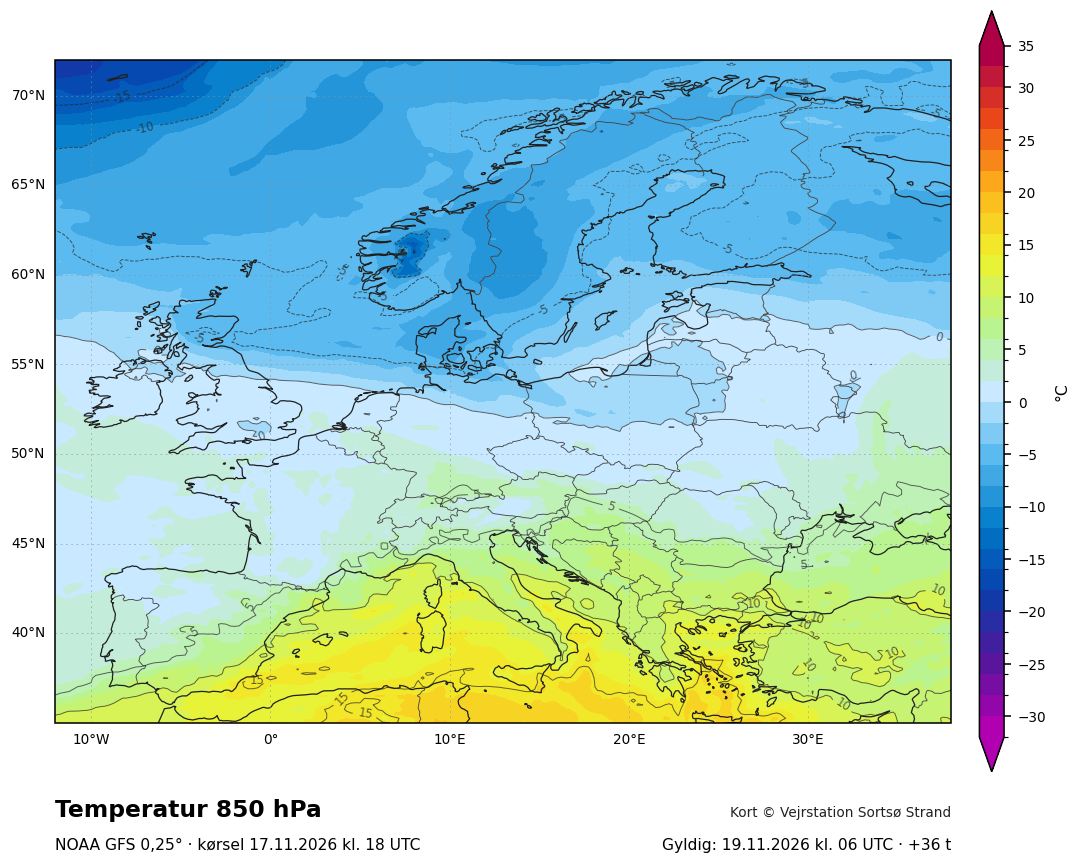 70°N
65°N
60°N
55°N
50°N
45°N
40°N
10°W 0° 10°E 20°E 30°E
35
30
25
20
15
10
5
0
−5
−10
−15
−20
−25
−30
°C
Temperatur 850 hPa
Kort © Vejrstation Sortsø Strand
NOAA GFS 0,25° · kørsel 17.11.2026 kl. 18 UTC
Gyldig: 19.11.2026 kl. 06 UTC · +36 t